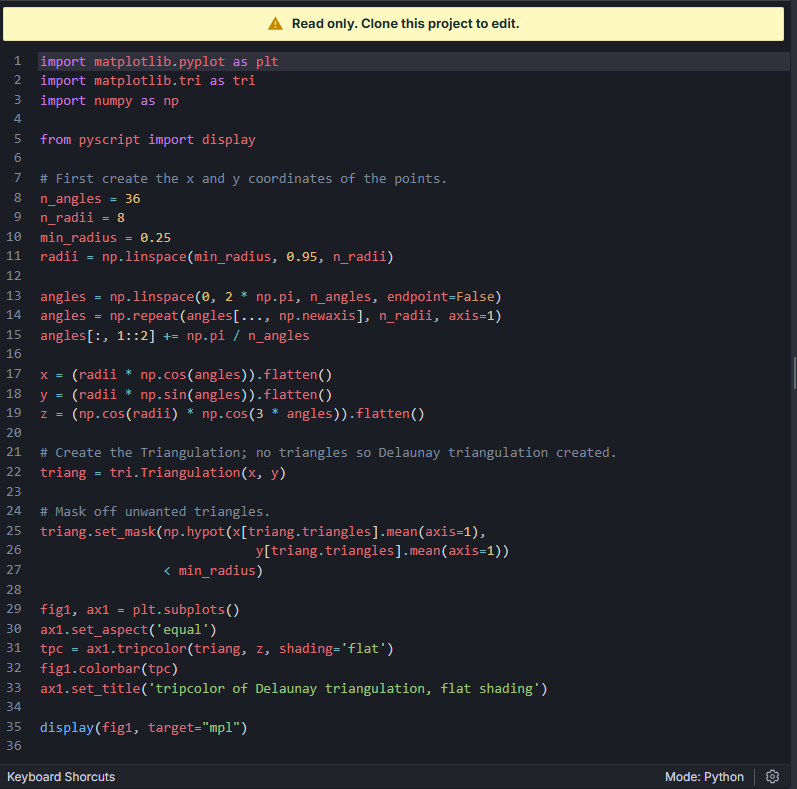 Read only. Clone this project to edit.
1 import matplotlib.pyplot as plt
2 import matplotlib.tri as tri
3 import numpy as np
4
5 from pyscript import display
6
7 # First create the x and y coordinates of the points.
8 n_angles = 36
9 n_radii = 8
10 min_radius = 0.25
11 radii = np.linspace(min_radius, 0.95, n_radii)
12
13 angles = np.linspace(0, 2 * np.pi, n_angles, endpoint=False)
14 angles = np.repeat(angles[..., np.newaxis], n_radii, axis=1)
15 angles[:, 1::2] += np.pi / n_angles
16
17 x = (radii * np.cos(angles)).flatten()
18 y = (radii * np.sin(angles)).flatten()
19 z = (np.cos(radii) * np.cos(3 * angles)).flatten()
20
21 # Create the Triangulation; no triangles so Delaunay triangulation created.
22 triang = tri.Triangulation(x, y)
23
24 # Mask off unwanted triangles.
25 triang.set_mask(np.hypot(x[triang.triangles].mean(axis=1),
26                          y[triang.triangles].mean(axis=1))
27                 < min_radius)
28
29 fig1, ax1 = plt.subplots()
30 ax1.set_aspect('equal')
31 tpc = ax1.tripcolor(triang, z, shading='flat')
32 fig1.colorbar(tpc)
33 ax1.set_title('tripcolor of Delaunay triangulation, flat shading')
34
35 display(fig1, target="mpl")
36
Keyboard Shorcuts
Mode: Python